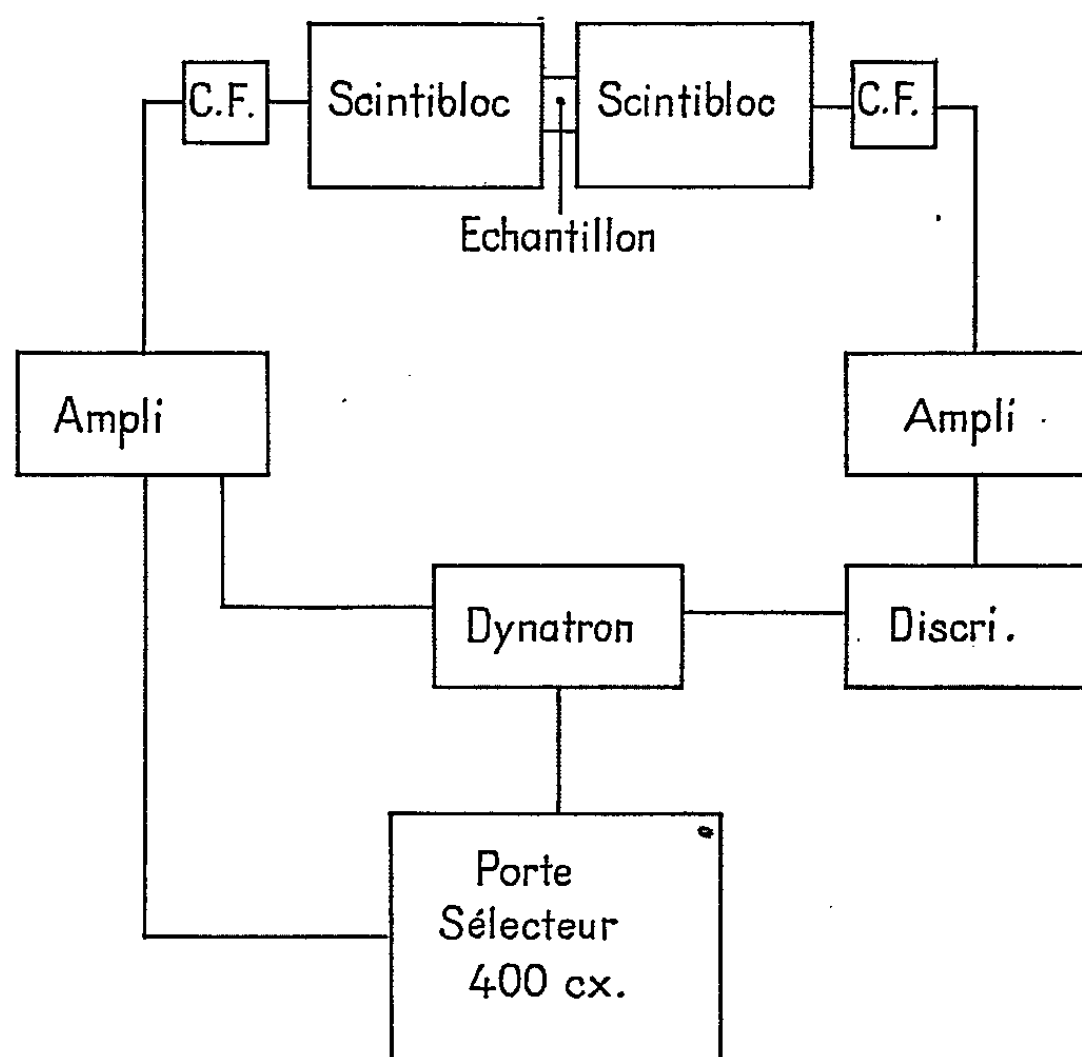 C.F.
Scintibloc
Scintibloc
C.F.
Echantillon
Ampli
Ampli
Dynatron
Discri.
Porte
Sélecteur
400 cx.